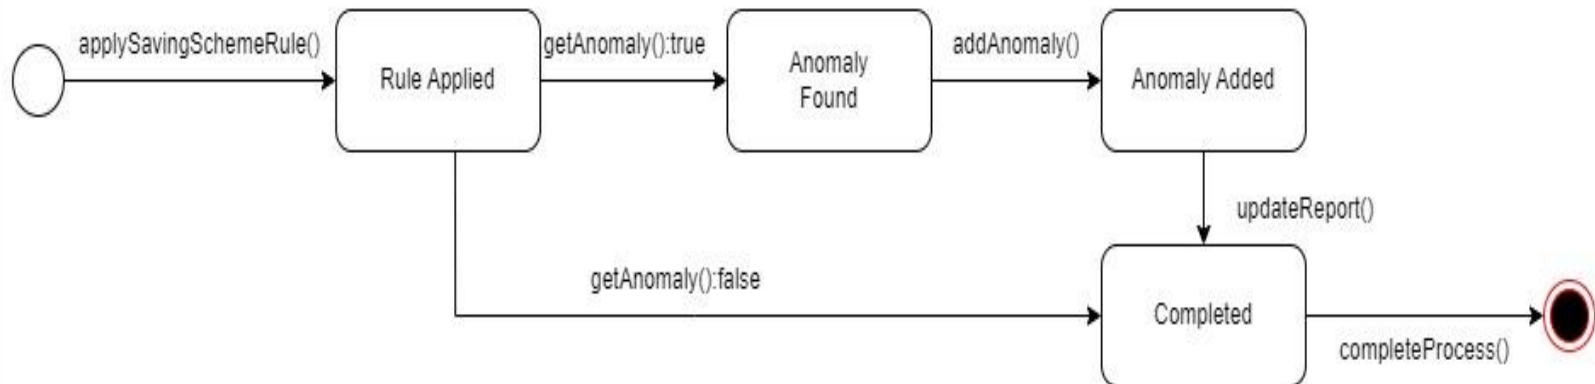 applySavingSchemeRule()
getAnomaly():true
addAnomaly()
Rule Applied
Anomaly
Found
Anomaly Added
updateReport()
getAnomaly():false
Completed
completeProcess()